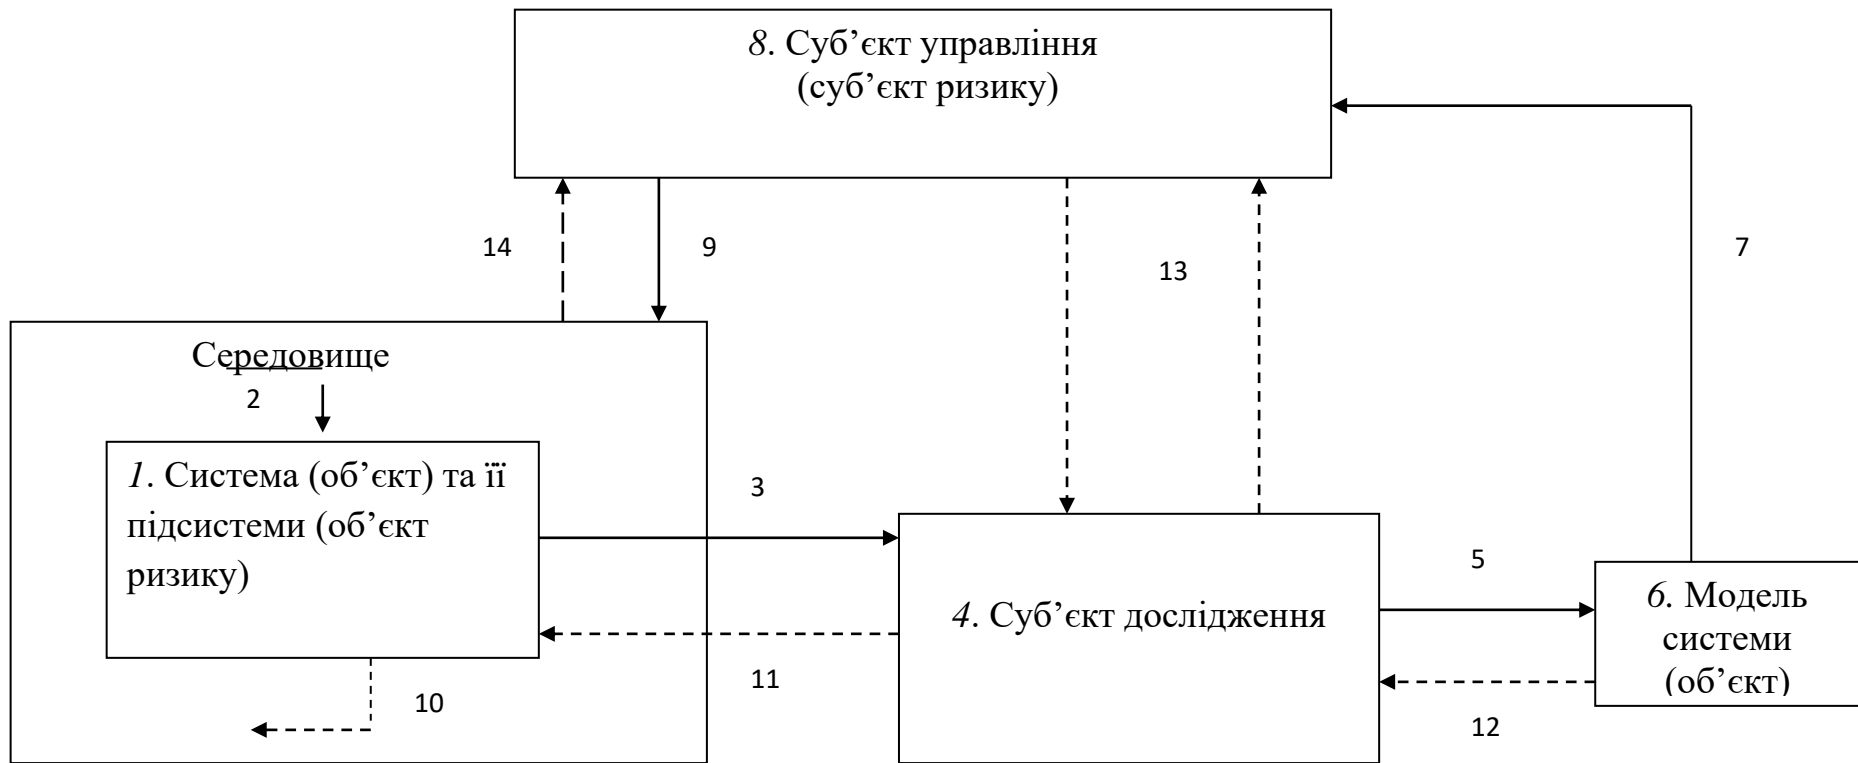 8. Суб’єкт управління
(суб’єкт ризику)
14
9
13
7
Середовище
2
1. Система (об’єкт) та її
підсистеми (об’єкт
ризику)
3
4. Суб’єкт дослідження
5
6. Модель
системи
(об’єкт)
11
10
12